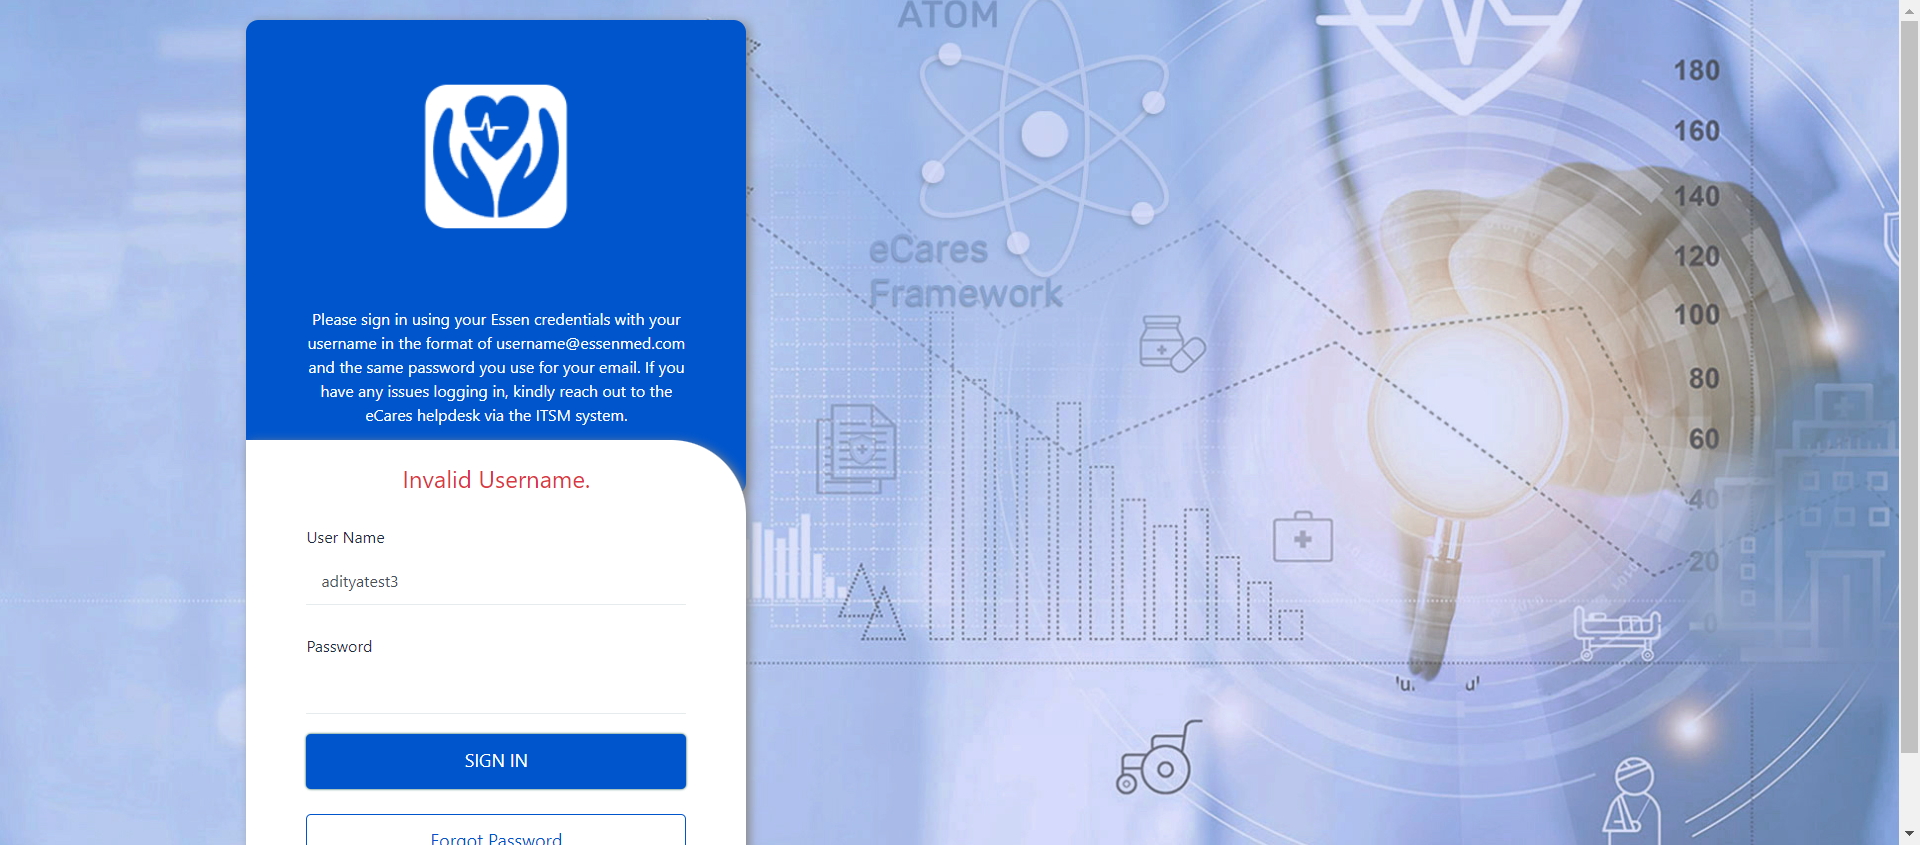 Please sign in using your Essen credentials with your
username in the format of username@essenmed.com
and the same password you use for your email. If you
have any issues logging in, kindly reach out to the
eCares helpdesk via the ITSM system.
Invalid Username.
User Name
adityatest3
Password
SIGN IN
Forgot Password
ATOM
eCares
Framework
180
160
140
120
100
80
60
40
20
0